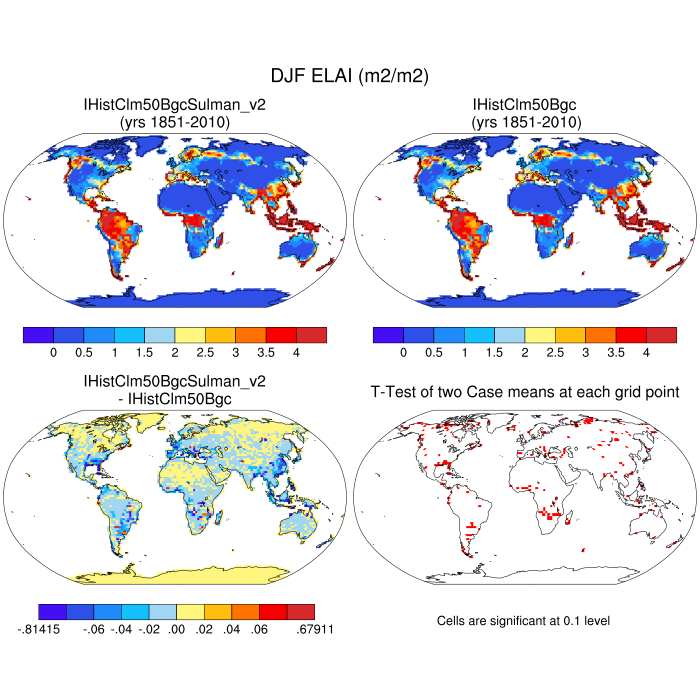 DJF ELAI (m2/m2)
IHistClm50BgcSulman_v2
(yrs 1851-2010)
IHistClm50Bgc
(yrs 1851-2010)
0 0.5 1 1.5 2 2.5 3 3.5 4
0 0.5 1 1.5 2 2.5 3 3.5 4
IHistClm50BgcSulman_v2
- IHistClm50Bgc
T-Test of two Case means at each grid point
-.81415 -.06 -.04 -.02 .00 .02 .04 .06 .67911
Cells are significant at 0.1 level